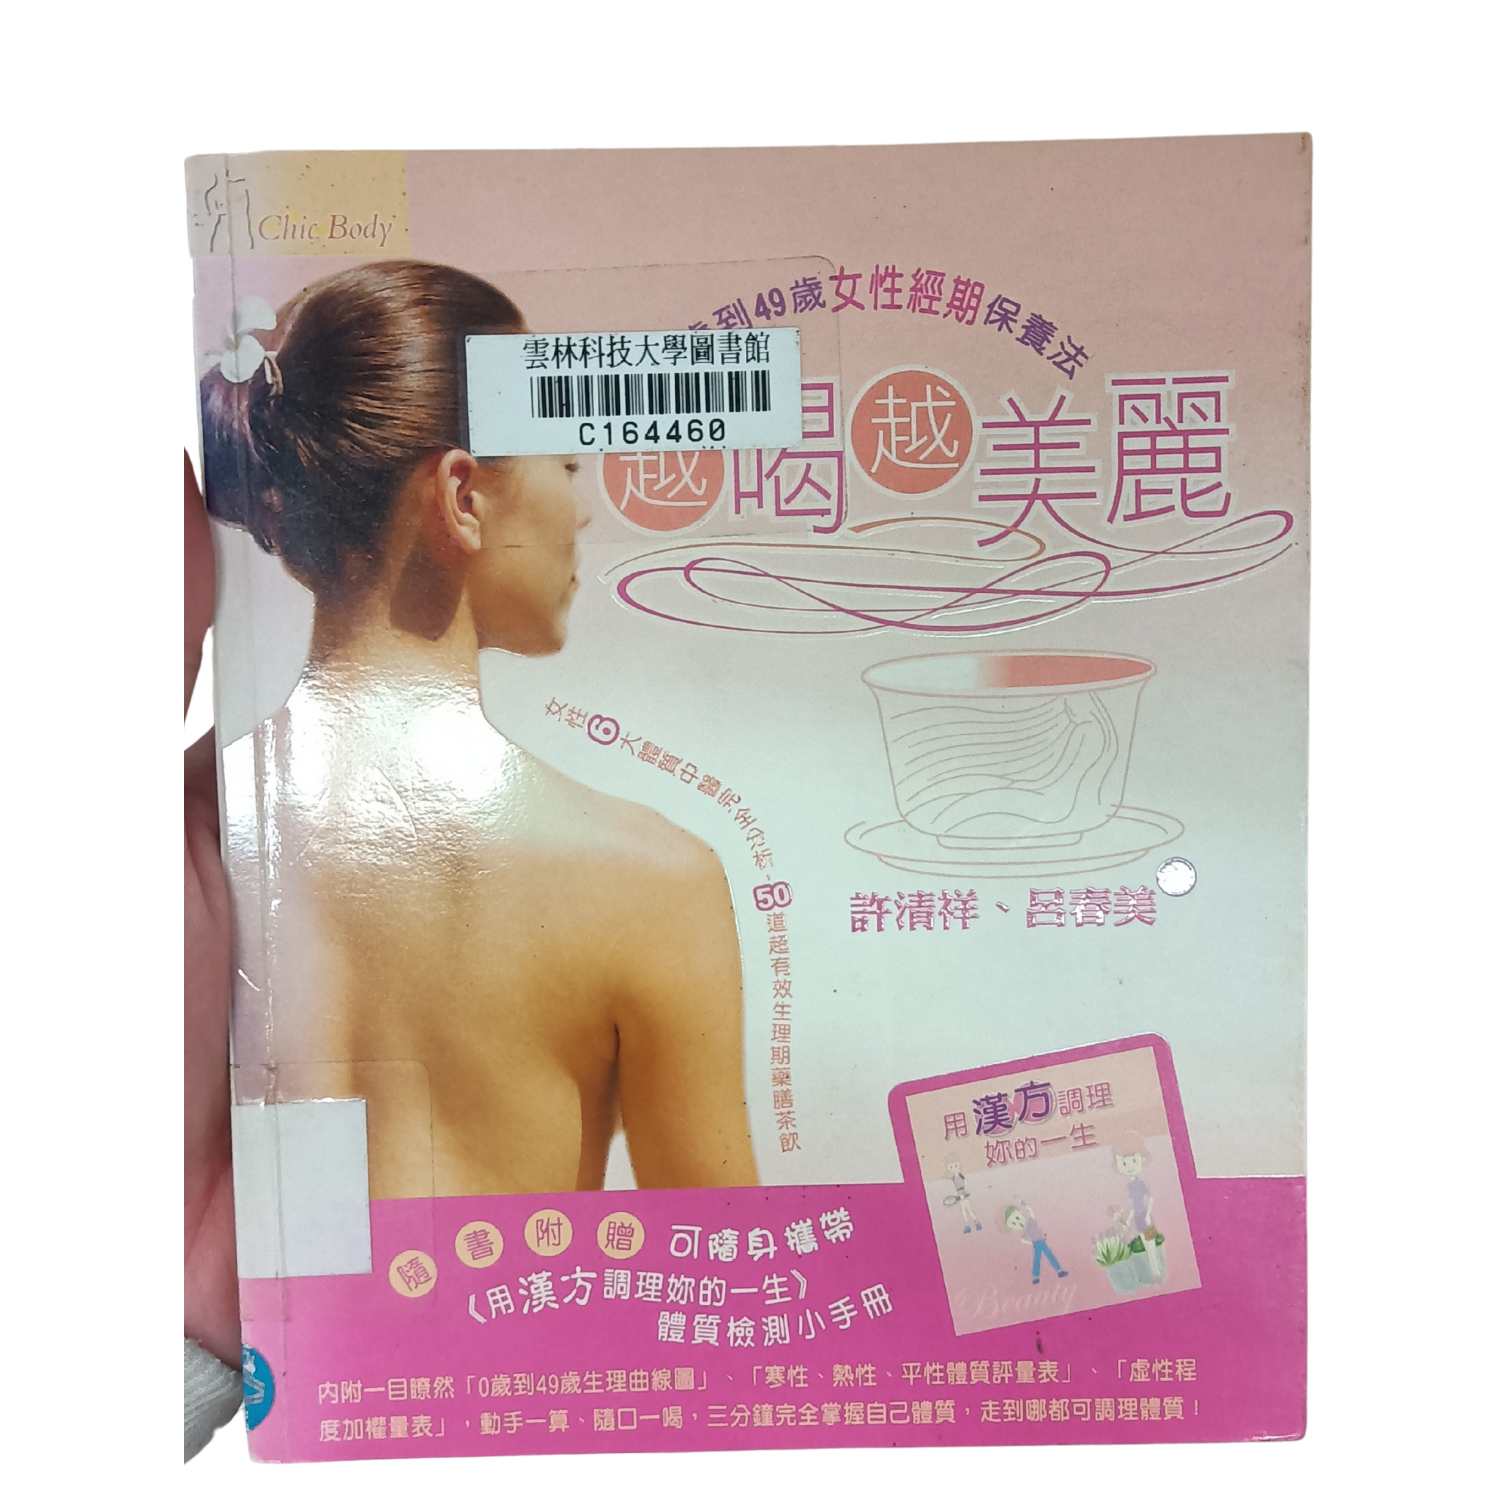 Chic Body
到49歲女性經期保養法
雲林科技大學圖書館
C164460
越喝越美麗
女性6大體質中醫完全剖析,50道超有效生理期藥膳茶飲
許清祥、呂春美
用漢方調理
妳的一生
Beauty
隨書附贈 可隨身攜帶
《用漢方調理妳的一生》
體質檢測小手冊
內附一目瞭然「0歲到49歲生理曲線圖」、「寒性、熱性、平性體質評量表」、「虛性程
度加權量表」,動手一算、隨口一喝,三分鐘完全掌握自己體質,走到哪都可調理體質!